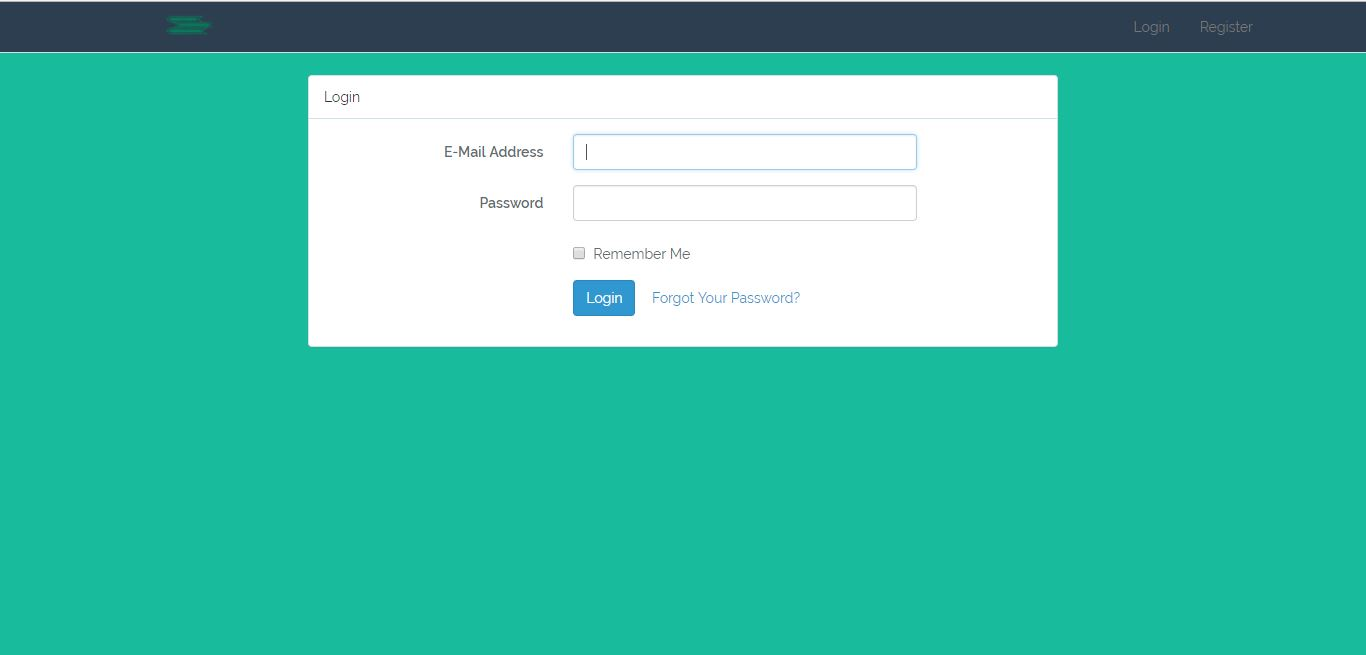 Login Register
Login
E-Mail Address
Password
Remember Me
Login Forgot Your Password?